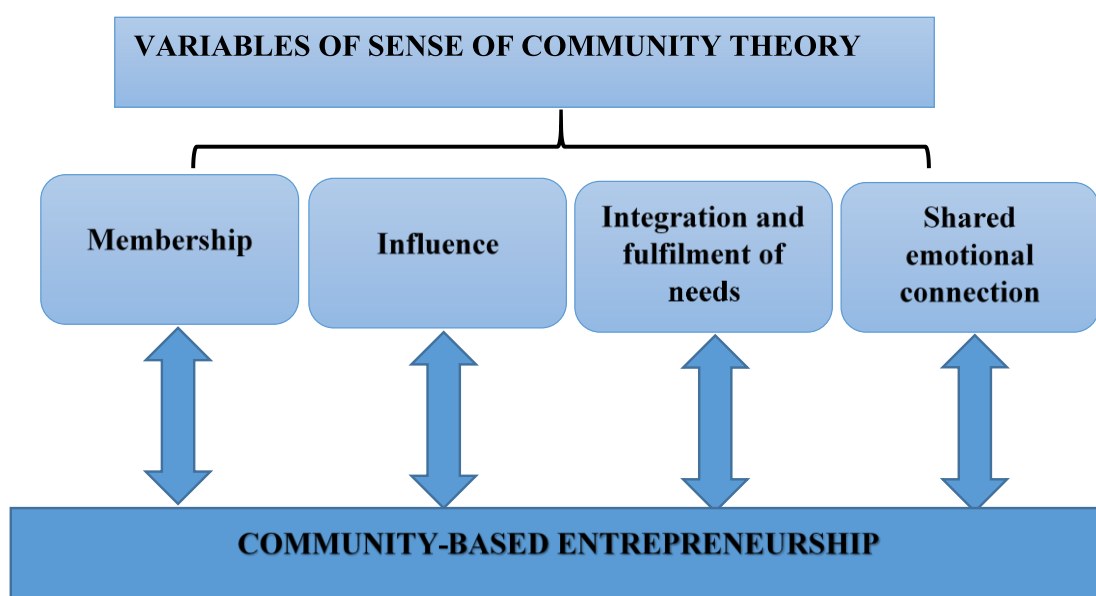 VARIABLES OF SENSE OF COMMUNITY THEORY
Membership
Influence
Integration and
fulfilment of
needs
Shared
emotional
connection
COMMUNITY-BASED ENTREPRENEURSHIP